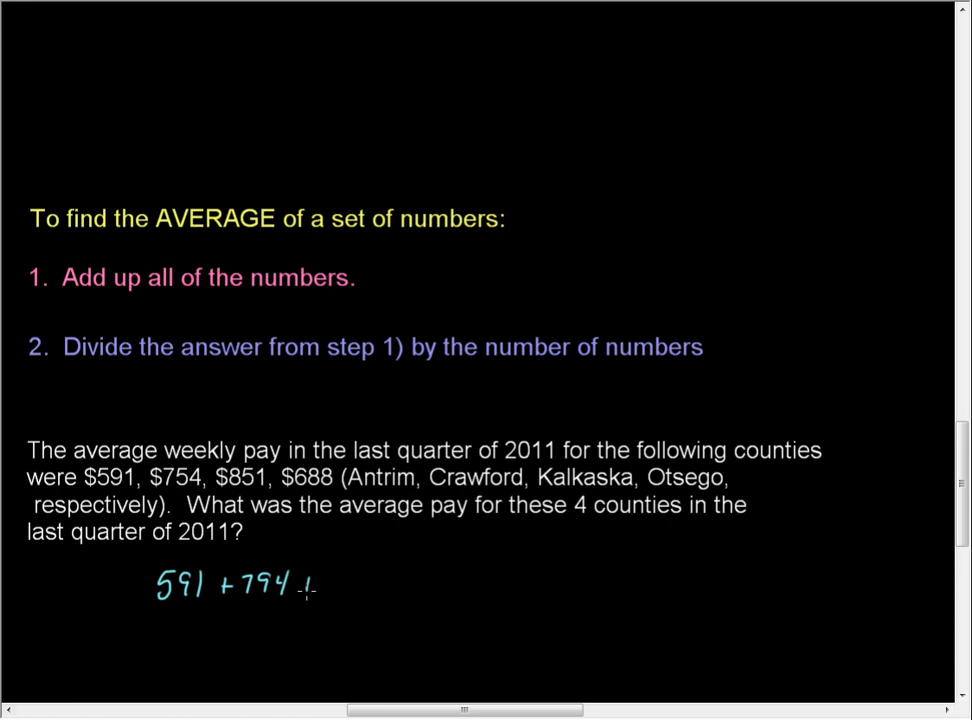 To find the AVERAGE of a set of numbers:
1. Add up all of the numbers.
2. Divide the answer from step 1) by the number of numbers
The average weekly pay in the last quarter of 2011 for the following counties
were $591, $754, $851, $688 (Antrim, Crawford, Kalkaska, Otsego,
respectively). What was the average pay for these 4 counties in the
last quarter of 2011?
591 + 794 +